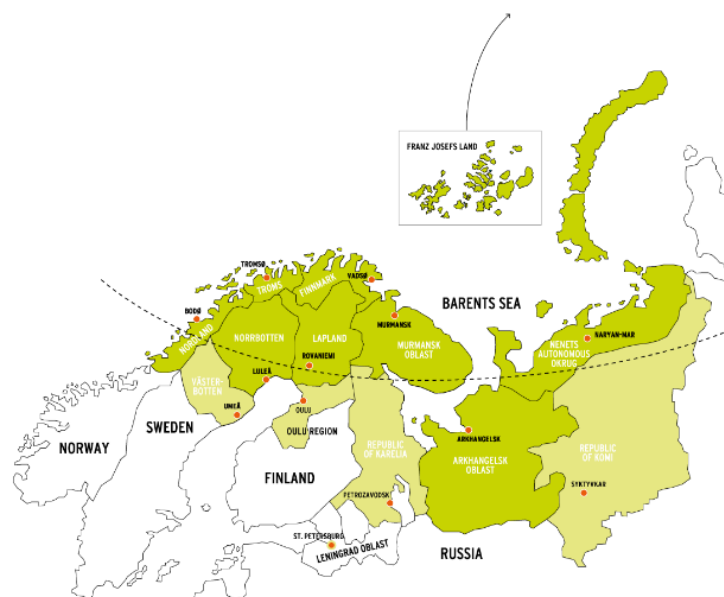 FRANZ JOSEFS LAND
TROMSØ
TROMS
FINNMARK
VADSØ
BODØ
NORDLAND
BARENTS SEA
MURMANSK
NARYAN-MAR
NORRBOTTEN
LAPLAND
MURMANSK
OBLAST
NENETS
AUTONOMOUS
OKRUG
ROVANIEMI
LULEÅ
VÄSTER-
BOTTEN
UMEÅ
OULU
OULU REGION
NORWAY
SWEDEN
FINLAND
REPUBLIC
OF KARELIA
ARKHANGELSK
ARKHANGELSK
OBLAST
REPUBLIC
OF KOMI
SYKTYVKAR
PETROZAVODSK
ST. PETERSBURG
LENINGRAD OBLAST
RUSSIA